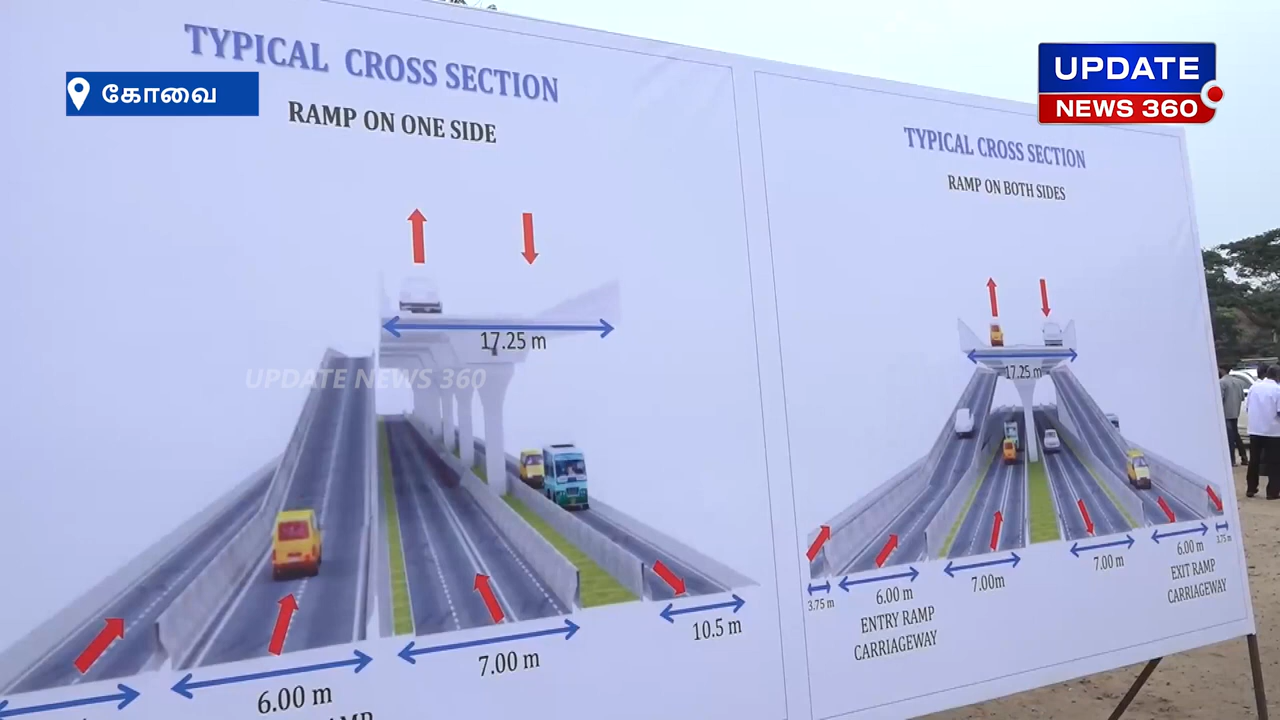 கோவை
UPDATE
NEWS 360
TYPICAL CROSS SECTION
RAMP ON ONE SIDE
17.25 m
UPDATE NEWS 360
10.5 m
7.00 m
6.00 m
TYPICAL CROSS SECTION
RAMP ON BOTH SIDES
17.25 m
3.75 m
6.00 m
ENTRY RAMP
CARRIAGEWAY
7.00m
7.00 m
6.00 m
EXIT RAMP
CARRIAGEWAY
3.75 m